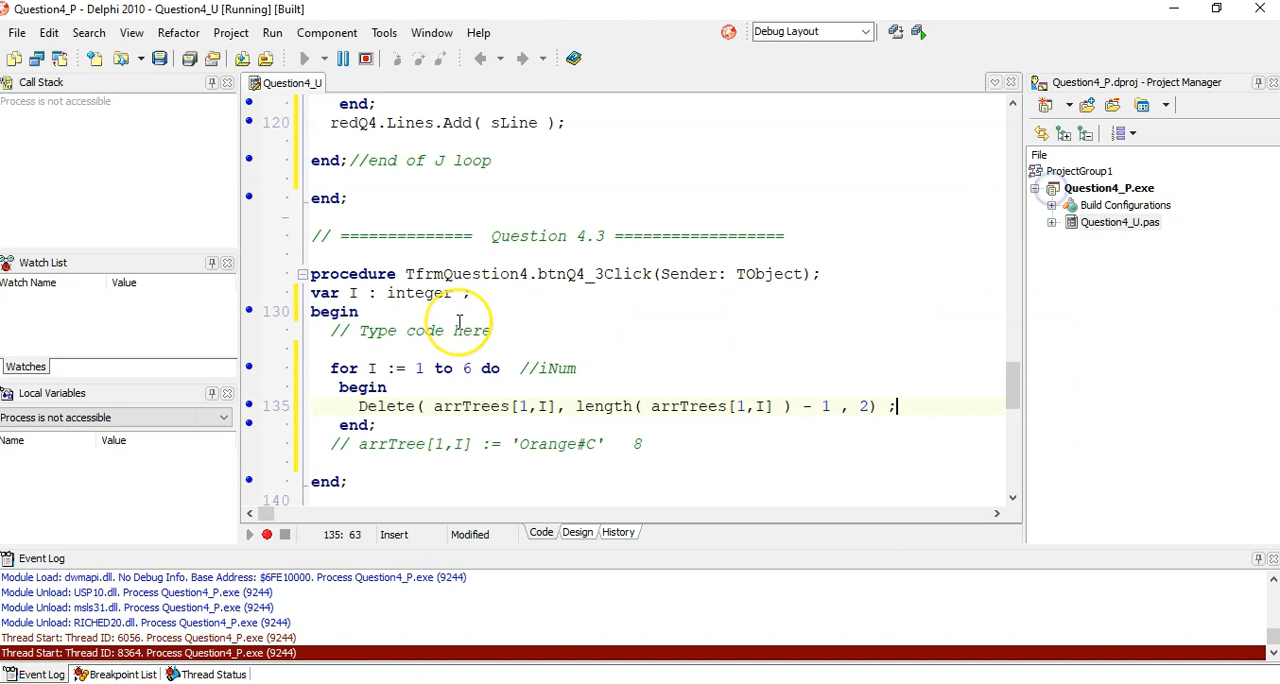 Question4_P - Delphi 2010 - Question4_U [Running] [Built]
File Edit Search View Refactor Project Run Component Tools Window Help
Debug Layout
Call Stack
Process is not accessible
Question4_U
end;
120 redQ4.Lines.Add( sLine );
end;//end of J loop
end;
// ============== Question 4.3 ==================
procedure TfrmQuestion4.btnQ4_3Click(Sender: TObject);
var I : integer ;
130 begin
// Type code here
for I := 1 to 6 do //iNum
begin
135 Delete( arrTrees[1,I], length( arrTrees[1,I] ) - 1 , 2) ;
end;
// arrTree[1,I] := 'Orange#C' 8
end;
140
Watch List
Watch Name Value
Watches
Local Variables
Process is not accessible
Name Value
135: 63 Insert Modified Code Design History
Question4_P.dproj - Project Manager
File
ProjectGroup1
Question4_P.exe
Build Configurations
Question4_U.pas
Event Log
Module Load: dwmapi.dll. No Debug Info. Base Address: $6FE10000. Process Question4_P.exe (9244)
Module Unload: USP10.dll. Process Question4_P.exe (9244)
Module Unload: msls31.dll. Process Question4_P.exe (9244)
Module Unload: RICHED20.dll. Process Question4_P.exe (9244)
Thread Start: Thread ID: 6056. Process Question4_P.exe (9244)
Thread Start: Thread ID: 8364. Process Question4_P.exe (9244)
Event Log Breakpoint List Thread Status